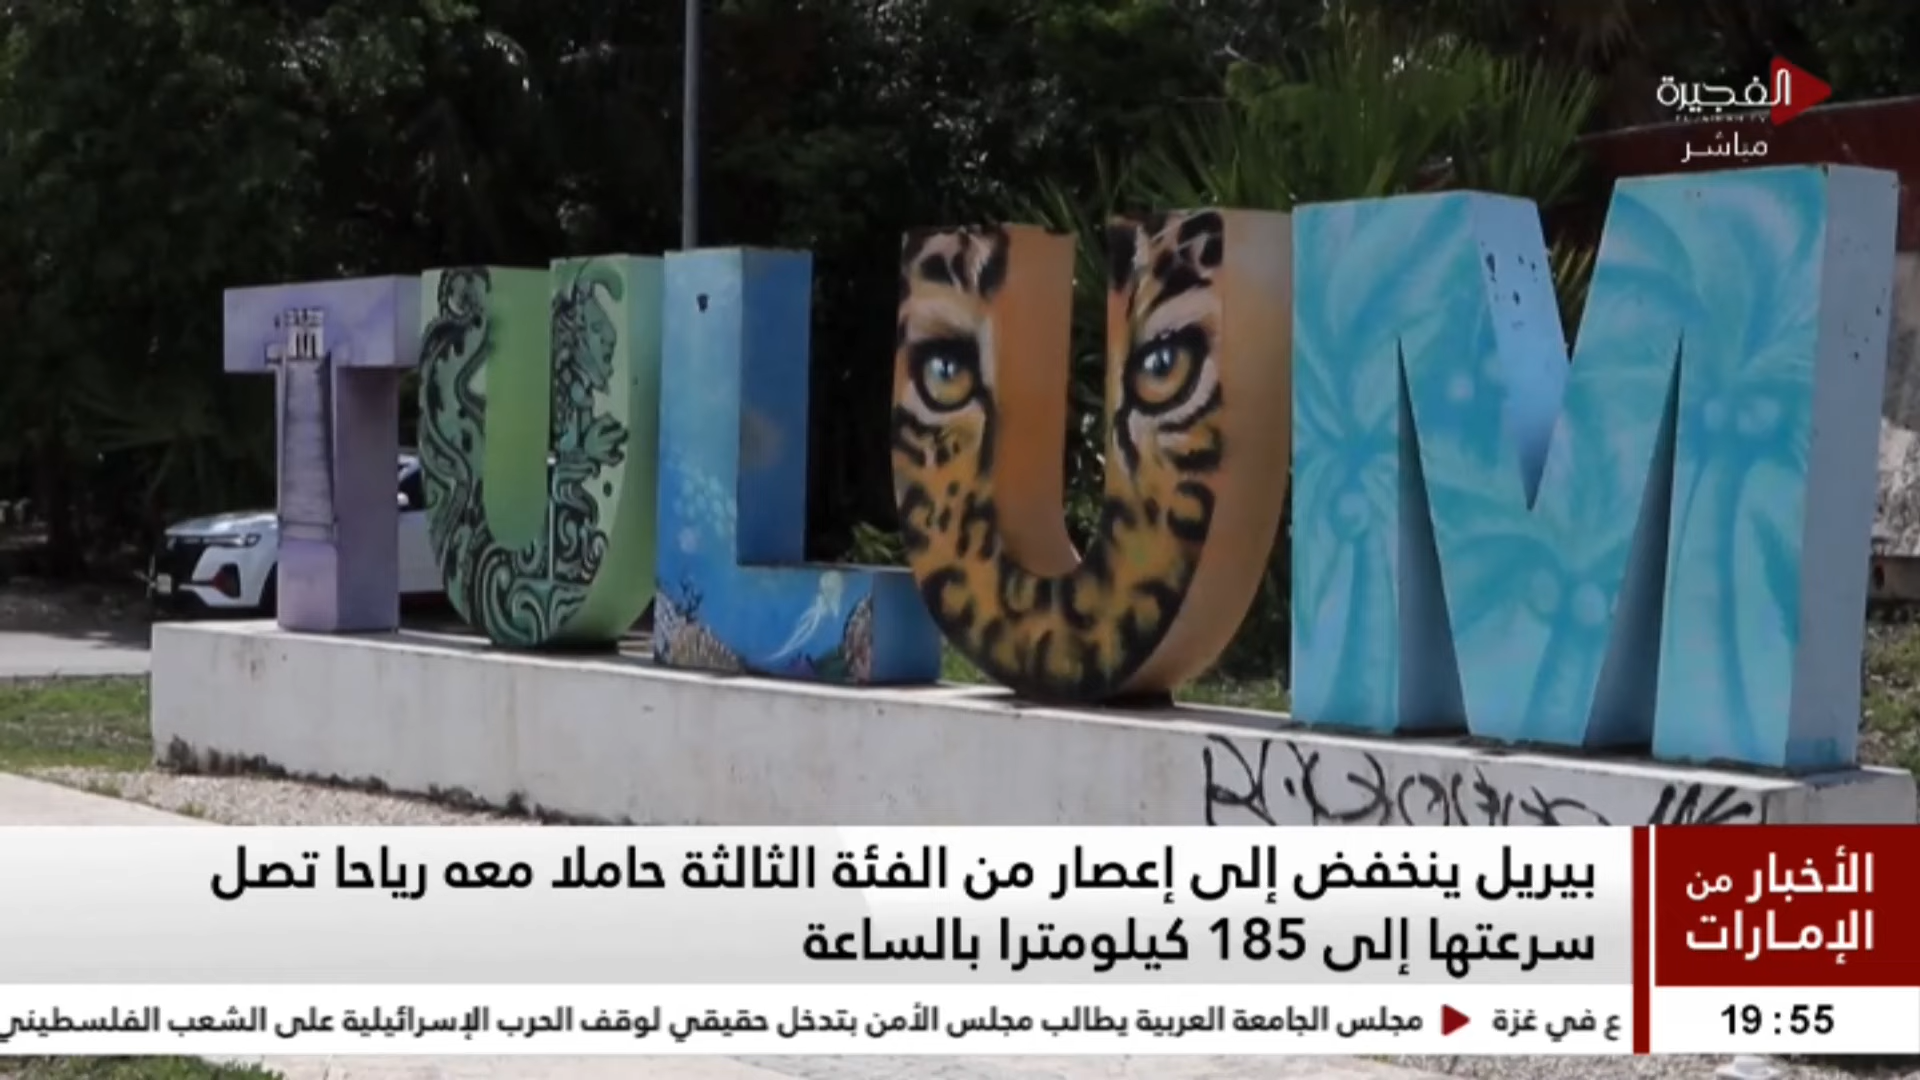 الفجيرة
مباشر
TULUM
الأخبار من
الإمارات
بيريل ينخفض إلى إعصار من الفئة الثالثة حاملا معه رياحا تصل
سرعتها إلى 185 كيلومترا بالساعة
19:55
ع في غزة ◀ مجلس الجامعة العربية يطالب مجلس الأمن بتدخل حقيقي لوقف الحرب الإسرائيلية على الشعب الفلسطيني